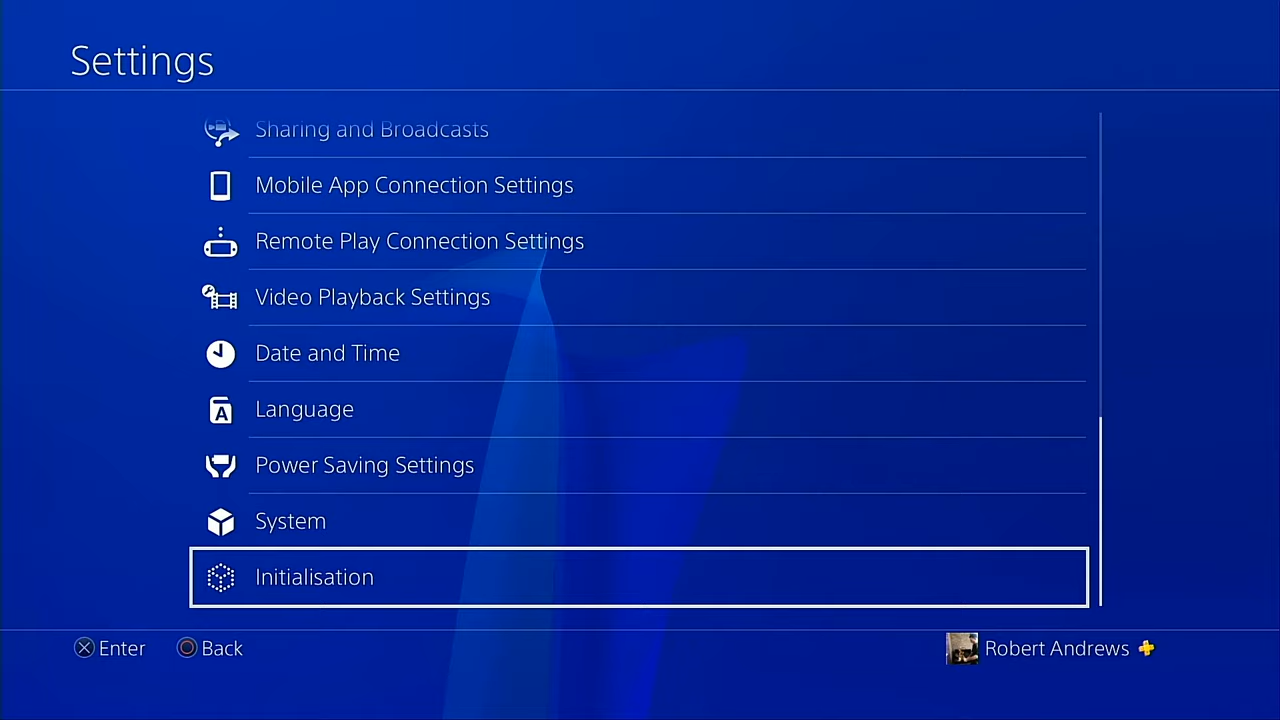 Settings
Sharing and Broadcasts
Mobile App Connection Settings
Remote Play Connection Settings
Video Playback Settings
Date and Time
Language
Power Saving Settings
System
Initialisation
Enter
Back
Robert Andrews